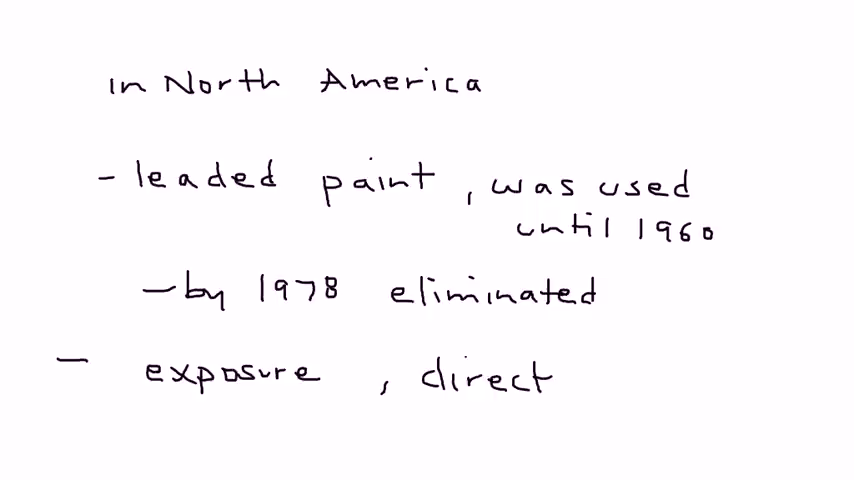 in North America
- leaded paint, was used
until 1960
- by 1978 eliminated
- exposure, direct